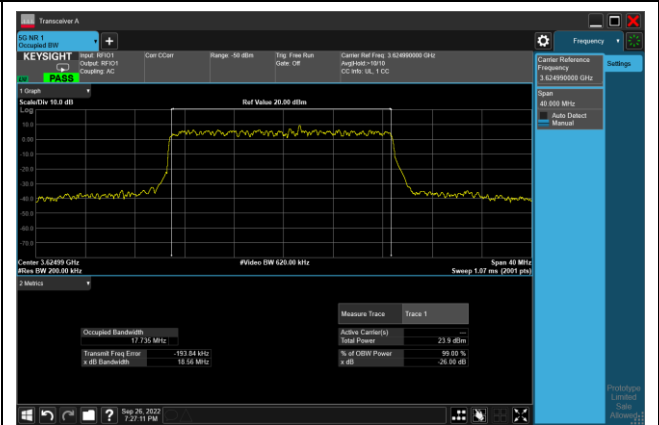 Transceiver A
5G NR 1
Occupied BW
Frequency
KEYSIGHT
Input: RFIO1
Output: RFIO1
Coupling: AC
Corr CCorr
Range: -50 dBm
Trig: Free Run
Gate: Off
Carrier Ref Freq: 3.624990000 GHz
AvgHold:>10/10
CC Info: UL, 1 CC
PASS
Carrier Reference
Frequency
3.624990000 GHz
Settings
Span
40.000 MHz
Auto Detect
Manual
1 Graph
Scale/Div 10.0 dB
Ref Value 20.00 dBm
Log
10.0
0.00
-10.0
-20.0
-30.0
-40.0
-50.0
-60.0
-70.0
Center 3.62499 GHz
#Video BW 620.00 kHz
Span 40 MHz
#Res BW 200.00 kHz
Sweep 1.07 ms (2001 pts)
2 Metrics
Measure Trace
Trace 1
Occupied Bandwidth
17.735 MHz
Active Carrier(s)
---
Total Power
23.9 dBm
Transmit Freq Error
-193.84 kHz
x dB Bandwidth
18.56 MHz
% of OBW Power
99.00 %
x dB
-26.00 dB
Prototype
Limited
Sale
Allowed
Sep 26, 2022
7:27:11 PM